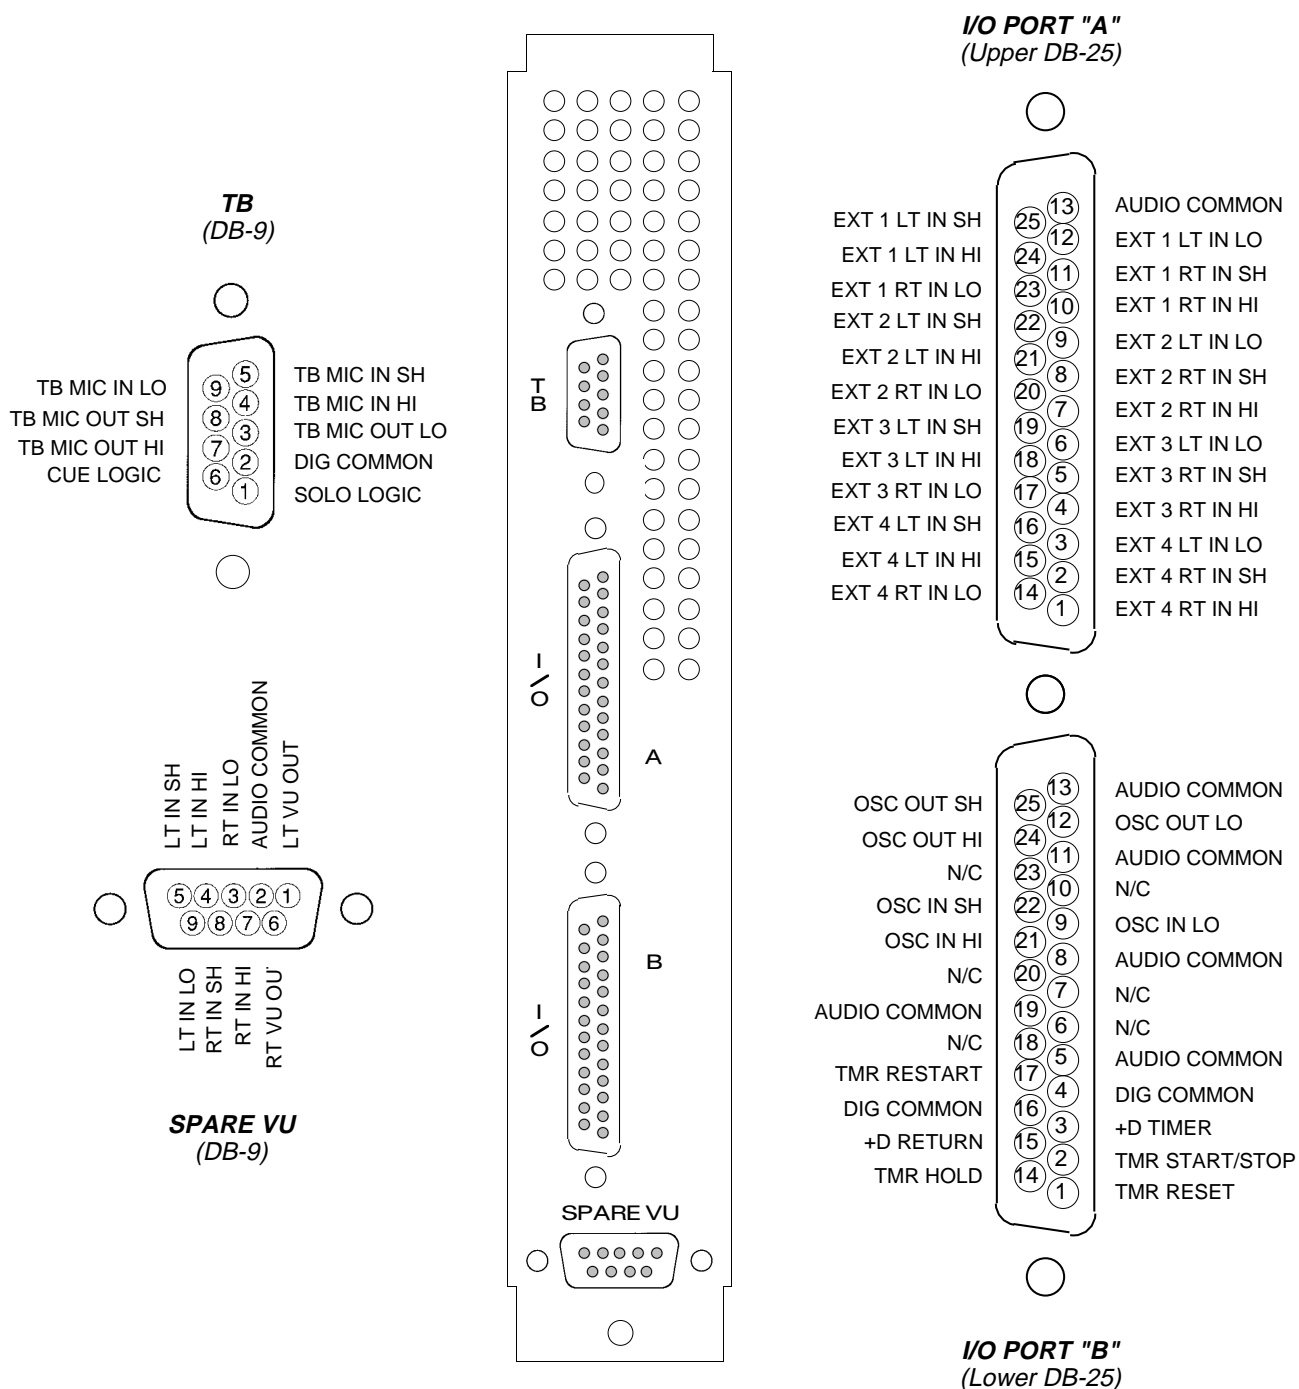 I/O PORT "A"
(Upper DB-25)
TB
(DB-9)
TB MIC IN LO
TB MIC OUT SH
TB MIC OUT HI
CUE LOGIC
9
8
7
6
5
4
3
2
1
TB MIC IN SH
TB MIC IN HI
TB MIC OUT LO
DIG COMMON
SOLO LOGIC
LT IN SH
LT IN HI
RT IN LO
AUDIO COMMON
LT VU OUT
5 4 3 2 1
9 8 7 6
LT IN LO
RT IN SH
RT IN HI
RT VU OUT
SPARE VU
(DB-9)
TB
I/O
A
I/O
B
SPARE VU
EXT 1 LT IN SH
EXT 1 LT IN HI
EXT 1 RT IN LO
EXT 2 LT IN SH
EXT 2 LT IN HI
EXT 2 RT IN LO
EXT 3 LT IN SH
EXT 3 LT IN HI
EXT 3 RT IN LO
EXT 4 LT IN SH
EXT 4 LT IN HI
EXT 4 RT IN LO
25
24
23
22
21
20
19
18
17
16
15
14
13
12
11
10
9
8
7
6
5
4
3
2
1
AUDIO COMMON
EXT 1 LT IN LO
EXT 1 RT IN SH
EXT 1 RT IN HI
EXT 2 LT IN LO
EXT 2 RT IN SH
EXT 2 RT IN HI
EXT 3 LT IN LO
EXT 3 RT IN SH
EXT 3 RT IN HI
EXT 4 LT IN LO
EXT 4 RT IN SH
EXT 4 RT IN HI
OSC OUT SH
OSC OUT HI
N/C
OSC IN SH
OSC IN HI
N/C
AUDIO COMMON
N/C
TMR RESTART
DIG COMMON
+D RETURN
TMR HOLD
25
24
23
22
21
20
19
18
17
16
15
14
13
12
11
10
9
8
7
6
5
4
3
2
1
AUDIO COMMON
OSC OUT LO
AUDIO COMMON
N/C
OSC IN LO
AUDIO COMMON
N/C
N/C
AUDIO COMMON
DIG COMMON
+D TIMER
TMR START/STOP
TMR RESET
I/O PORT "B"
(Lower DB-25)